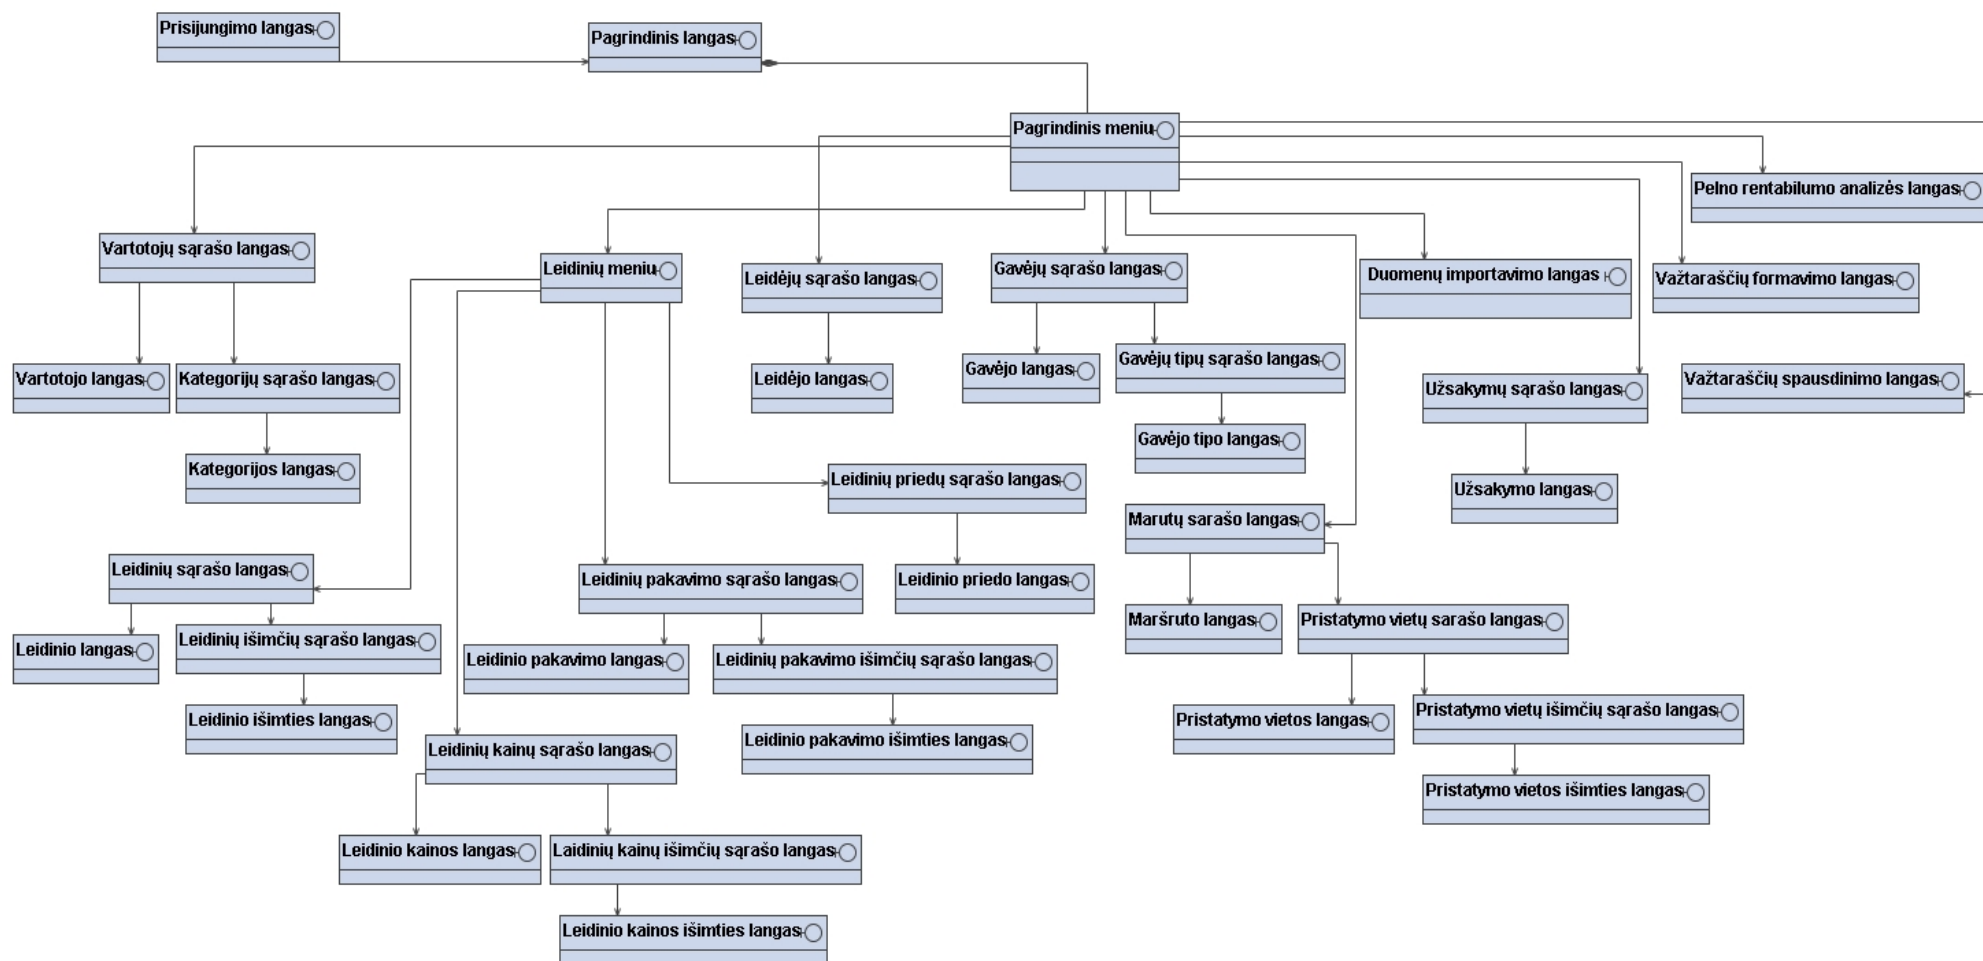 Prisijungimo langas
Pagrindinis langas
Pagrindinis meniu
Pelno rentabilumo analizės langas
Vartotojų sąrašo langas
Leidinių meniu
Leidėjų sąrašo langas
Gavėjų sąrašo langas
Duomenų importavimo langas
Važtaraščių formavimo langas
Vartotojo langas
Kategorijų sąrašo langas
Leidėjo langas
Gavėjo langas
Gavėjų tipų sąrašo langas
Užsakymų sąrašo langas
Važtaraščių spausdinimo langas
Kategorijos langas
Gavėjo tipo langas
Leidinių priedų sąrašo langas
Užsakymo langas
Marutų sarašo langas
Leidinių sąrašo langas
Leidinių pakavimo sąrašo langas
Leidinio priedo langas
Maršruto langas
Pristatymo vietų sarašo langas
Leidinio langas
Leidinių išimčių sąrašo langas
Leidinio pakavimo langas
Leidinių pakavimo išimčių sąrašo langas
Leidinio išimties langas
Pristatymo vietos langas
Pristatymo vietų išimčių sąrašo langas
Leidinių kainų sąrašo langas
Leidinio pakavimo išimties langas
Pristatymo vietos išimties langas
Leidinio kainos langas
Laidinių kainų išimčių sąrašo langas
Leidinio kainos išimties langas